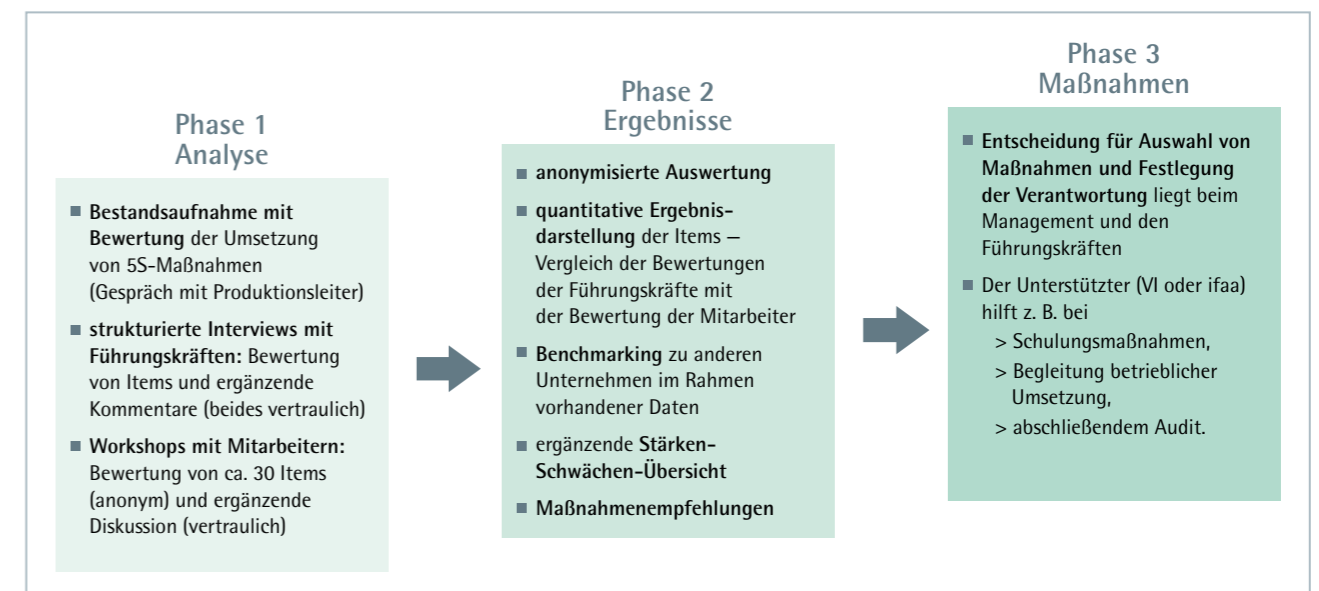 Phase 1
Analyse
■ Bestandsaufnahme mit
Bewertung der Umsetzung
von 5S-Maßnahmen
(Gespräch mit Produktionsleiter)
■ strukturierte Interviews mit
Führungskräften: Bewertung
von Items und ergänzende
Kommentare (beides vertraulich)
■ Workshops mit Mitarbeitern:
Bewertung von ca. 30 Items
(anonym) und ergänzende
Diskussion (vertraulich)
Phase 2
Ergebnisse
■ anonymisierte Auswertung
■ quantitative Ergebnis-
darstellung der Items —
Vergleich der Bewertungen
der Führungskräfte mit
der Bewertung der Mitarbeiter
■ Benchmarking zu anderen
Unternehmen im Rahmen
vorhandener Daten
■ ergänzende Stärken-
Schwächen-Übersicht
■ Maßnahmenempfehlungen
Phase 3
Maßnahmen
■ Entscheidung für Auswahl von
Maßnahmen und Festlegung
der Verantwortung liegt beim
Management und den
Führungskräften
■ Der Unterstützter (VI oder ifaa)
hilft z. B. bei
> Schulungsmaßnahmen,
> Begleitung betrieblicher
Umsetzung,
> abschließendem Audit.